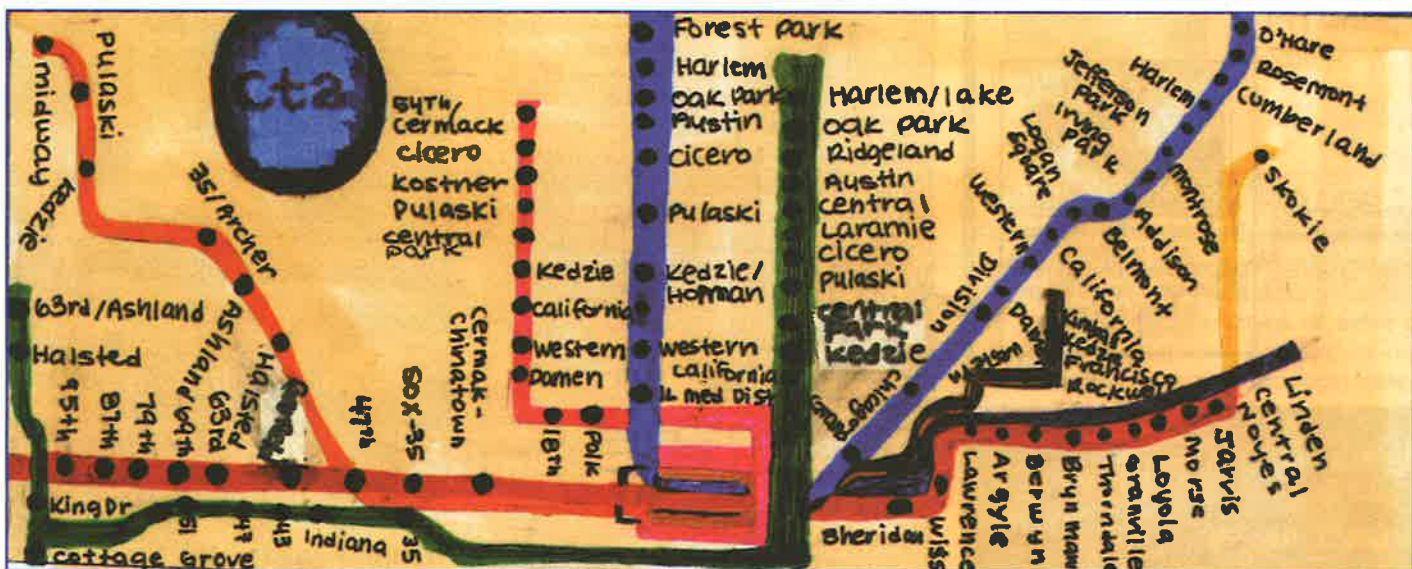 Cta
Pulaski
midway
Kedzie
35/Archer
Ashland
Halsted
63rd/Ashland
Halsted
95th
87th
79th
69th
63rd
47th
SOX-35
cermak-
chinatown
King Dr
Cottage Grove
51
47
43
Indiana
35
54th/
cermack
cicero
Kostner
Pulaski
central
park
Kedzie
california
western
Damen
18th
Polk
Forest park
Harlem
oak park
Austin
cicero
Pulaski
Kedzie/
Homan
western
california
IL med Dist
Harlem/lake
oak park
Ridgeland
Austin
central
Laramie
cicero
pulaski
central
Park
Kedzie
O'Hare
Rosemont
Cumberland
Harlem
Jefferson
park
Irving
park
Logan
square
western
Division
Chicago
Grand
montrose
Addison
Belmont
California
Damen
Skokie
Kedzie
Francisco
Rockwell
Linden
central
Noyes
Jarvis
Morse
Loyola
Granville
Thorndale
Bryn mawr
Berwyn
Argyle
Lawrence
Wilson
Sheridan